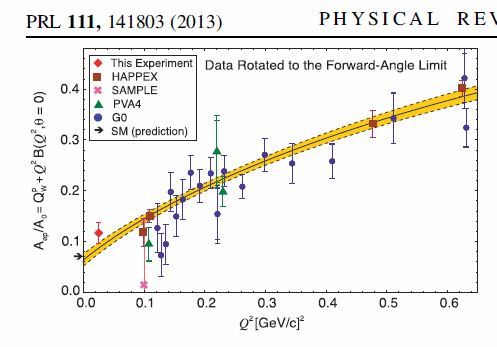 PRL 111, 141803 (2013) PHYSICAL REV
Data Rotated to the Forward-Angle Limit
This Experiment
HAPPEX
SAMPLE
PVA4
G0
SM (prediction)
A_ep/A_0 = Q^p_W + Q^2 B(Q^2, θ = 0)
0.4
0.3
0.2
0.1
0.0
0.0 0.1 0.2 0.3 0.4 0.5 0.6
Q^2 [GeV/c]^2